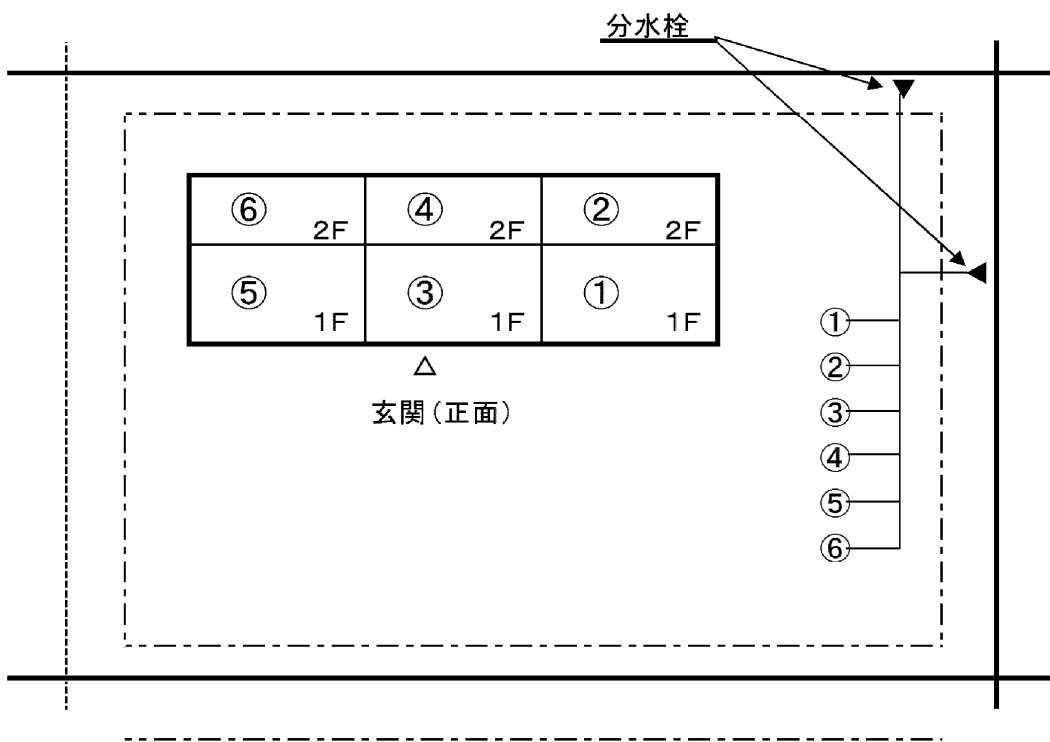 分水栓
⑥ 2F ④ 2F ② 2F
⑤ 1F ③ 1F ① 1F
玄関(正面)
①
②
③
④
⑤
⑥